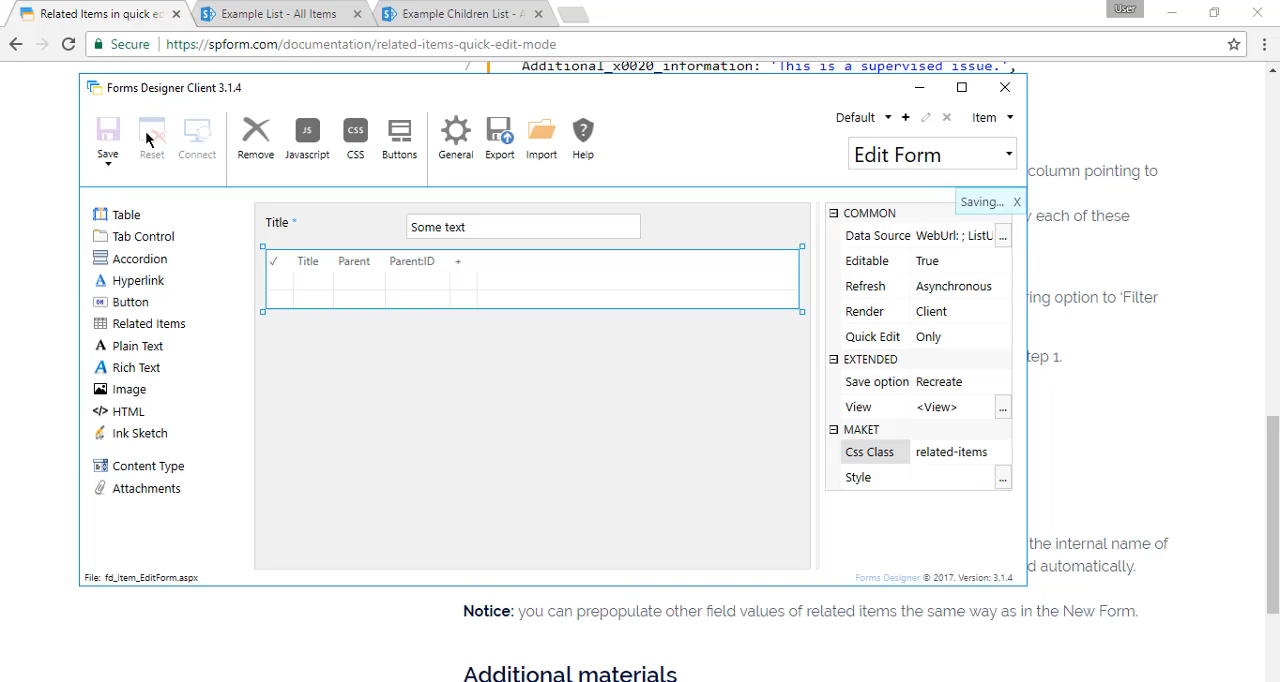 Related Items in quick e
Example List - All Items
Example Children List -
User
Secure
https://spform.com/documentation/related-items-quick-edit-mode
7 Additional_x0020_information: 'This is a supervised issue.',
Forms Designer Client 3.1.4
Save
Reset
Connect
Remove
JS
Javascript
CSS
CSS
Buttons
General
Export
Import
?
Help
Default
Item
Edit Form
Saving... X
Table
Tab Control
Accordion
Hyperlink
OK
Button
Related Items
Plain Text
Rich Text
Image
HTML
Ink Sketch
Content Type
Attachments
Title *
Some text
✓ Title Parent Parent:ID +
COMMON
Data Source WebUrl: ; ListU ...
Editable True
Refresh Asynchronous
Render Client
Quick Edit Only
EXTENDED
Save option Recreate
View <View> ...
MAKET
Css Class related-items
Style ...
File: fd_Item_EditForm.aspx
Forms Designer © 2017. Version: 3.1.4
column pointing to
each of these
ring option to 'Filter
tep 1.
the internal name of
d automatically.
Notice: you can prepopulate other field values of related items the same way as in the New Form.
Additional materials